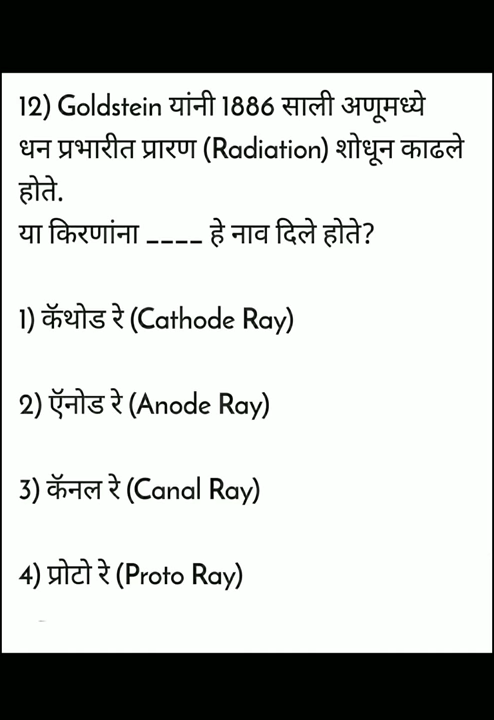 12) Goldstein यांनी 1886 साली अणूमध्ये
धन प्रभारीत प्रारण (Radiation) शोधून काढले
होते.
या किरणांना ---- हे नाव दिले होते?
1) कॅथोड रे (Cathode Ray)
2) ऍनोड रे (Anode Ray)
3) कॅनल रे (Canal Ray)
4) प्रोटो रे (Proto Ray)